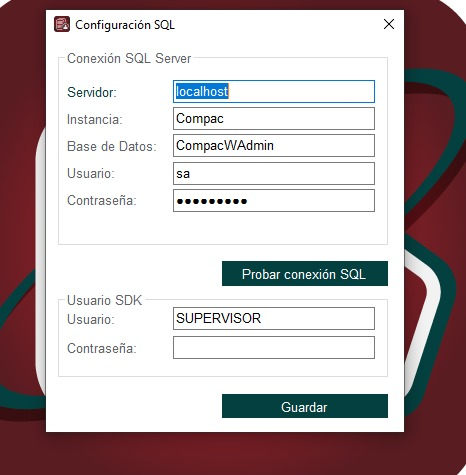 Configuración SQL
Conexión SQL Server
Servidor: localhost
Instancia: Compac
Base de Datos: CompacWAdmin
Usuario: sa
Contraseña: ●●●●●●●●●
Probar conexión SQL
Usuario SDK
Usuario: SUPERVISOR
Contraseña:
Guardar